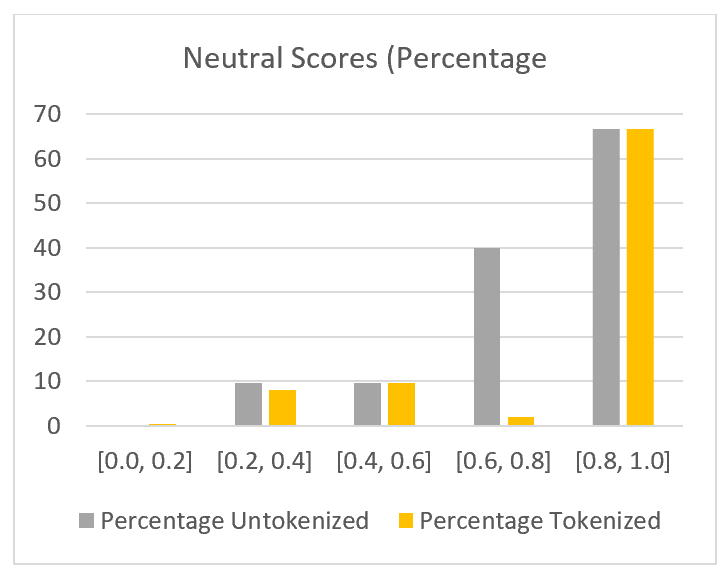 Neutral Scores (Percentage
70
60
50
40
30
20
10
0
[0.0, 0.2] [0.2, 0.4] [0.4, 0.6] [0.6, 0.8] [0.8, 1.0]
Percentage Untokenized Percentage Tokenized